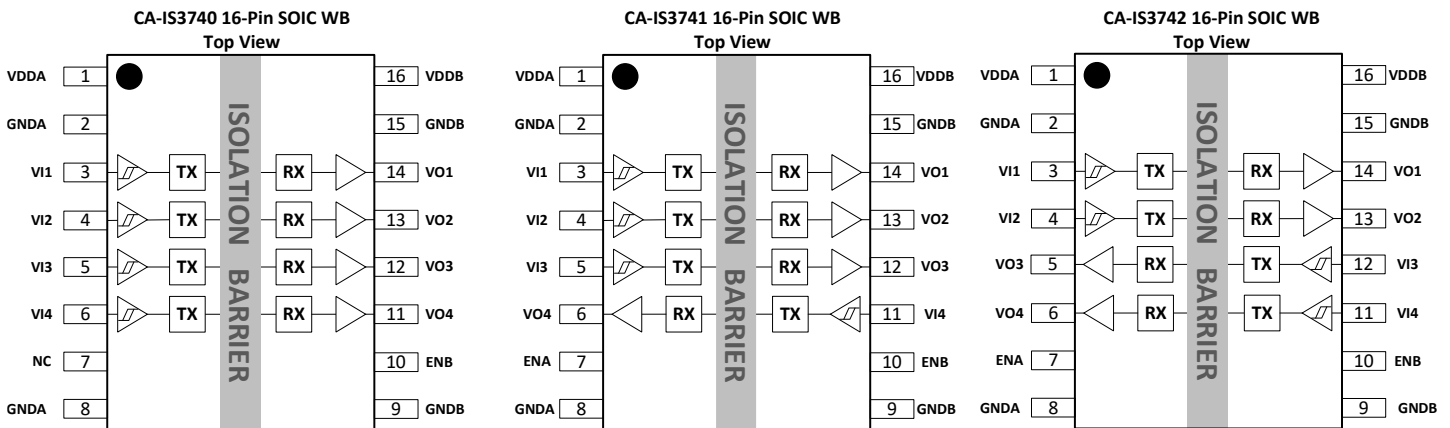 CA-IS3740 16-Pin SOIC WB
Top View
VDDA 1 16 VDDB
GNDA 2 15 GNDB
VI1 3 TX RX 14 VO1
VI2 4 TX RX 13 VO2
VI3 5 TX RX 12 VO3
VI4 6 TX RX 11 VO4
NC 7 10 ENB
GNDA 8 9 GNDB
ISOLATION BARRIER
CA-IS3741 16-Pin SOIC WB
Top View
VDDA 1 16 VDDB
GNDA 2 15 GNDB
VI1 3 TX RX 14 VO1
VI2 4 TX RX 13 VO2
VI3 5 TX RX 12 VO3
VO4 6 RX TX 11 VI4
ENA 7 10 ENB
GNDA 8 9 GNDB
ISOLATION BARRIER
CA-IS3742 16-Pin SOIC WB
Top View
VDDA 1 16 VDDB
GNDA 2 15 GNDB
VI1 3 TX RX 14 VO1
VI2 4 TX RX 13 VO2
VO3 5 RX TX 12 VI3
VO4 6 RX TX 11 VI4
ENA 7 10 ENB
GNDA 8 9 GNDB
ISOLATION BARRIER